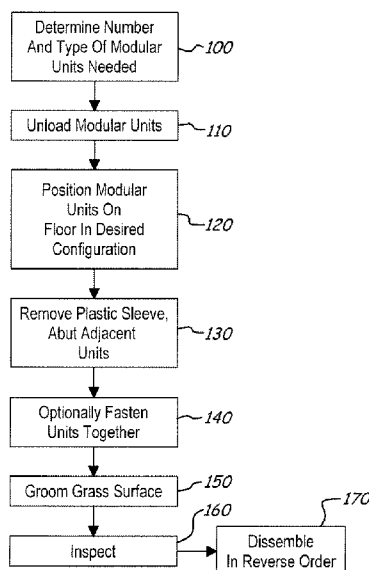 Determine Number
And Type Of Modular
Units Needed
100
Unload Modular Units
110
Position Modular
Units On
Floor In Desired
Configuration
120
Remove Plastic Sleeve,
Abut Adjacent
Units
130
Optionally Fasten
Units Together
140
Groom Grass Surface
150
160
Inspect
170
Dissemble
In Reverse Order